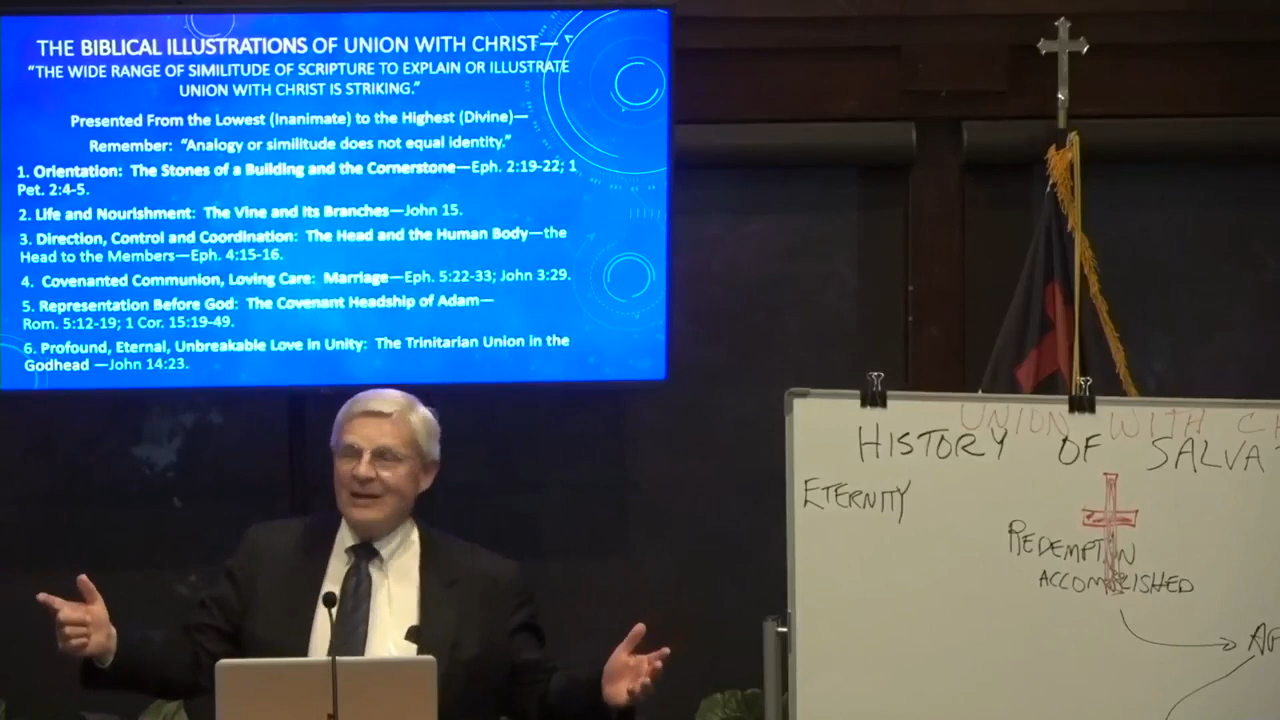 THE BIBLICAL ILLUSTRATIONS OF UNION WITH CHRIST—
“THE WIDE RANGE OF SIMILITUDE OF SCRIPTURE TO EXPLAIN OR ILLUSTRATE
UNION WITH CHRIST IS STRIKING.”
Presented From the Lowest (Inanimate) to the Highest (Divine)—
Remember: “Analogy or similitude does not equal identity.”
1. Orientation: The Stones of a Building and the Cornerstone—Eph. 2:19-22; 1
Pet. 2:4-5.
2. Life and Nourishment: The Vine and Its Branches—John 15.
3. Direction, Control and Coordination: The Head and the Human Body—the
Head to the Members—Eph. 4:15-16.
4. Covenanted Communion, Loving Care: Marriage—Eph. 5:22-33; John 3:29.
5. Representation Before God: The Covenant Headship of Adam—
Rom. 5:12-19; 1 Cor. 15:19-49.
6. Profound, Eternal, Unbreakable Love in Unity: The Trinitarian Union in the
Godhead —John 14:23.
UNION WITH CH
HISTORY OF SALVA
ETERNITY
REDEMPTION
ACCOMPLISHED